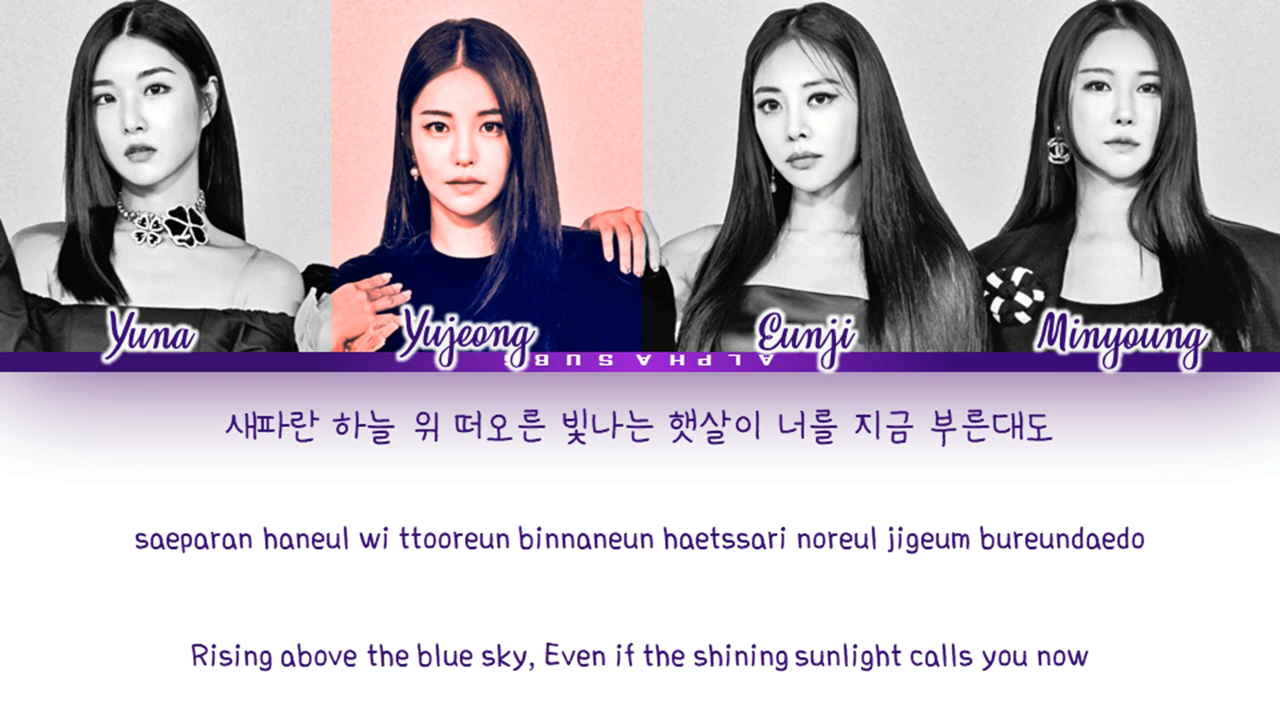 Yuna
Yujeong
Eunji
Minyoung
ALPHA SUBS
새파란 하늘 위 떠오른 빛나는 햇살이 너를 지금 부른대도
saeparan haneul wi ttooreun binnaneun haetssari noreul jigeum bureundaedo
Rising above the blue sky, Even if the shining sunlight calls you now